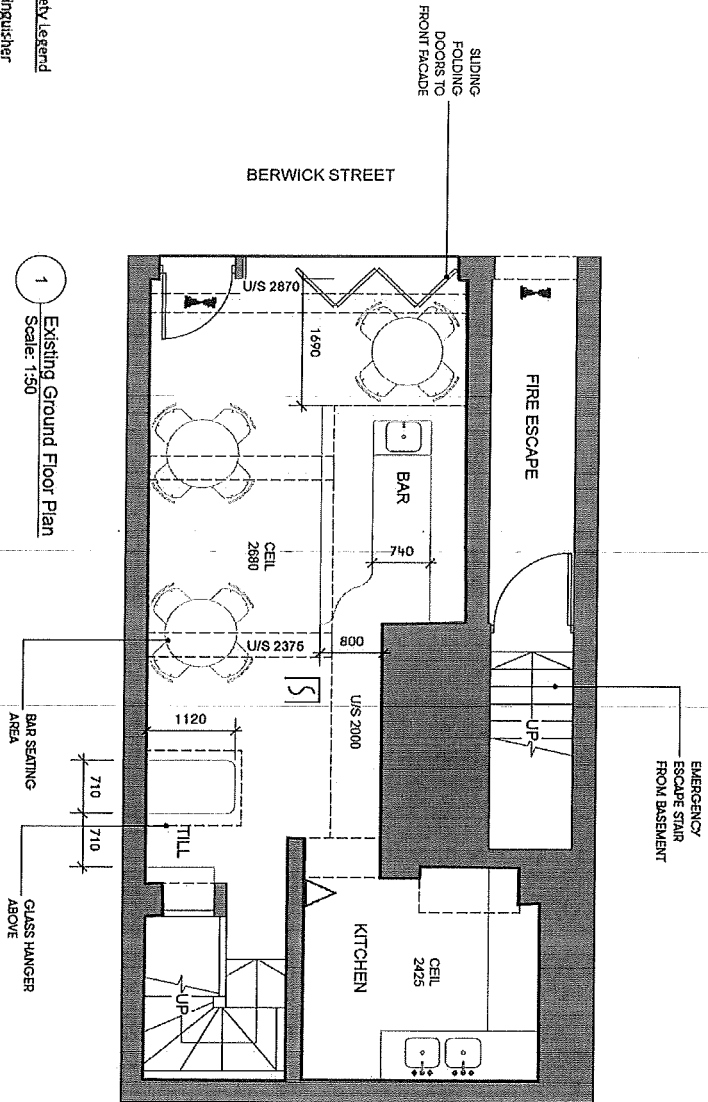 SLIDING
FOLDING
DOORS TO
FRONT FACADE
BERWICK STREET
FIRE ESCAPE
EMERGENCY
ESCAPE STAIR
FROM BASEMENT
UP
U/S 2870
1690
BAR
740
CEIL
2680
U/S 2375
800
U/S 2000
S
1120
TILL
710
710
BAR SEATING
AREA
GLASS HANGER
ABOVE
KITCHEN
CEIL
2425
UP
1
Existing Ground Floor Plan
Scale: 1:50
ety Legend
inguisher